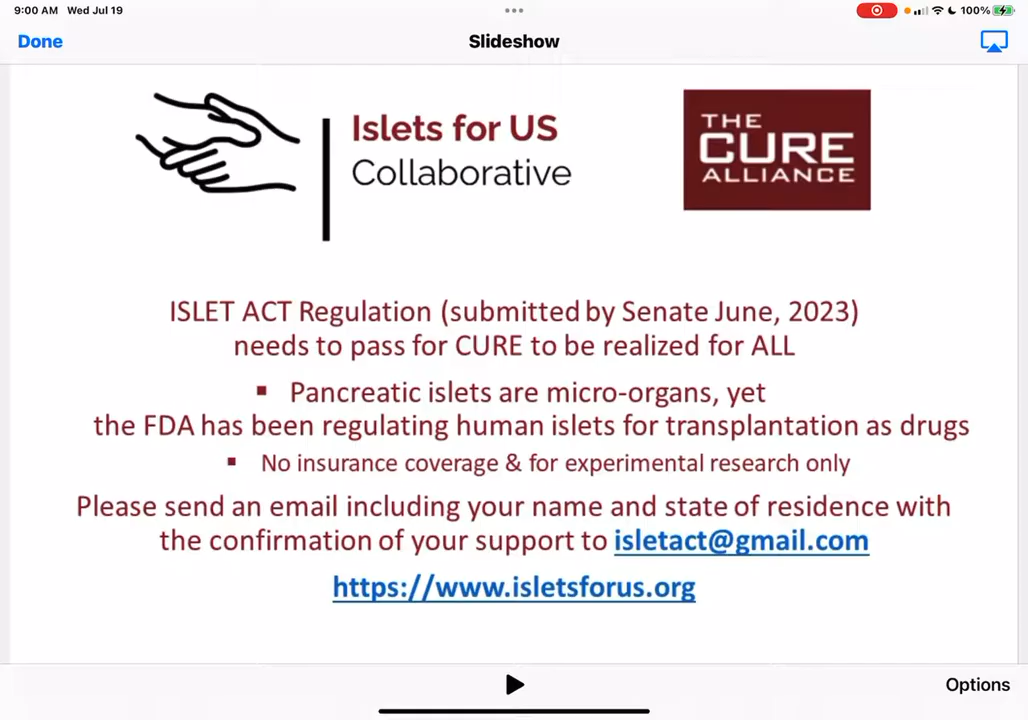 9:00 AM Wed Jul 19
100%
Done
Slideshow
Islets for US
Collaborative
THE
CURE
ALLIANCE
ISLET ACT Regulation (submitted by Senate June, 2023)
needs to pass for CURE to be realized for ALL
▪ Pancreatic islets are micro-organs, yet
the FDA has been regulating human islets for transplantation as drugs
▪ No insurance coverage & for experimental research only
Please send an email including your name and state of residence with
the confirmation of your support to isletact@gmail.com
https://www.isletsforus.org
Options